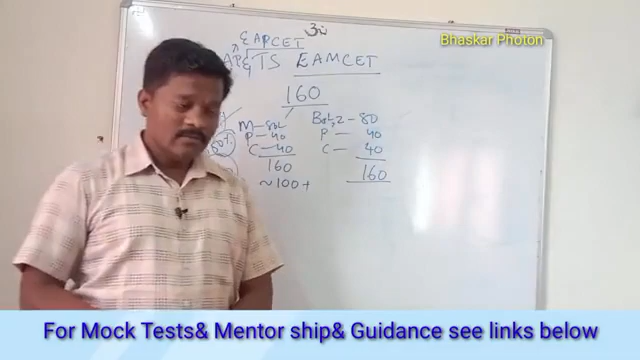 Bhaskar Photon
EAPCET
AP & TS EAMCET
160
M - 80 Bot, Z - 80
P - 40 P - 40
C - 40 C - 40
160 160
~100+
For Mock Tests& Mentor ship& Guidance see links below